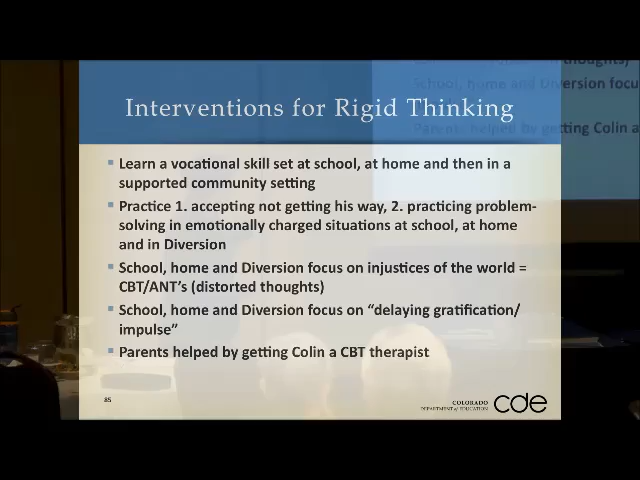 thoughts)
School, home and Diversion focu
Parents helped by getting Colin a
Interventions for Rigid Thinking
Learn a vocational skill set at school, at home and then in a
supported community setting
Practice 1. accepting not getting his way, 2. practicing problem-
solving in emotionally charged situations at school, at home
and in Diversion
School, home and Diversion focus on injustices of the world =
CBT/ANT's (distorted thoughts)
School, home and Diversion focus on “delaying gratification/
impulse”
Parents helped by getting Colin a CBT therapist
85
COLORADO
DEPARTMENT of EDUCATION
cde